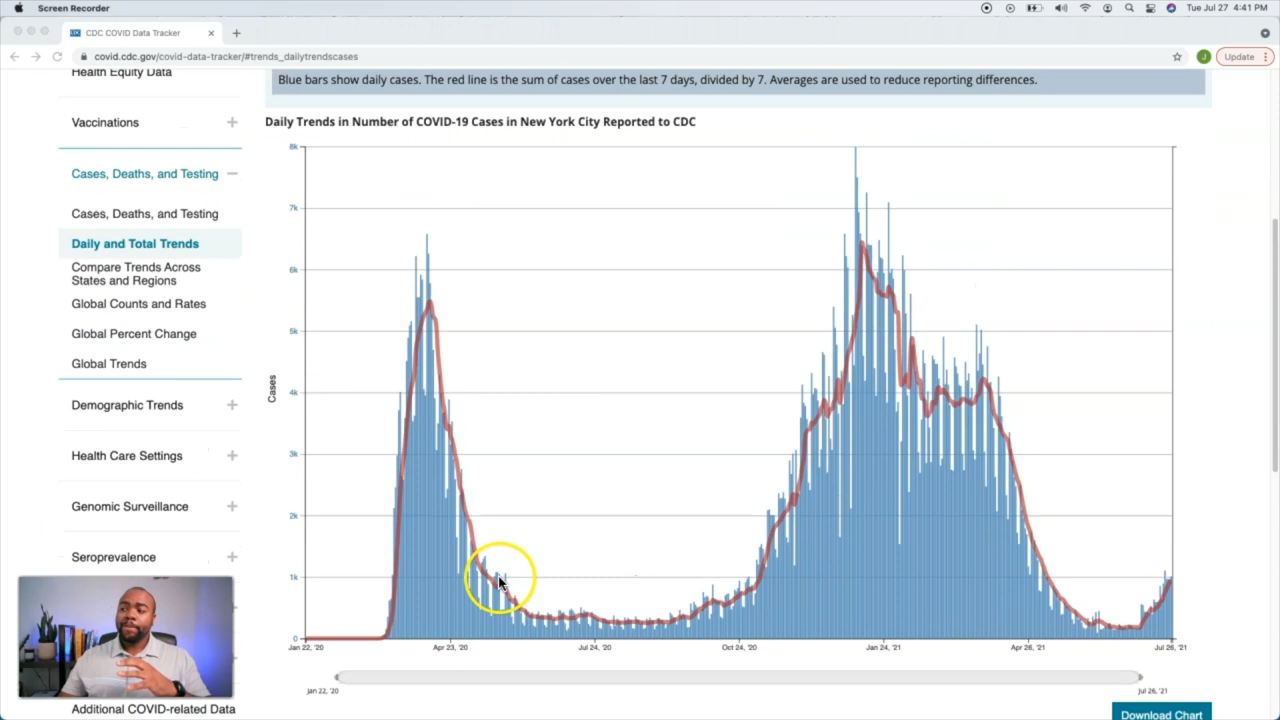 Screen Recorder
Tue Jul 27 4:41 PM
CDC COVID Data Tracker
covid.cdc.gov/covid-data-tracker/#trends_dailytrendscases
J
Update
Health Equity Data
Vaccinations
Cases, Deaths, and Testing
Cases, Deaths, and Testing
Daily and Total Trends
Compare Trends Across
States and Regions
Global Counts and Rates
Global Percent Change
Global Trends
Demographic Trends
Health Care Settings
Genomic Surveillance
Seroprevalence
Additional COVID-related Data
Blue bars show daily cases. The red line is the sum of cases over the last 7 days, divided by 7. Averages are used to reduce reporting differences.
Daily Trends in Number of COVID-19 Cases in New York City Reported to CDC
Cases
8k
7k
6k
5k
4k
3k
2k
1k
0
Jan 22, '20
Apr 23, '20
Jul 24, '20
Oct 24, '20
Jan 24, '21
Apr 26, '21
Jul 26, '21
Jan 22, '20
Jul 26, '21
Download Chart